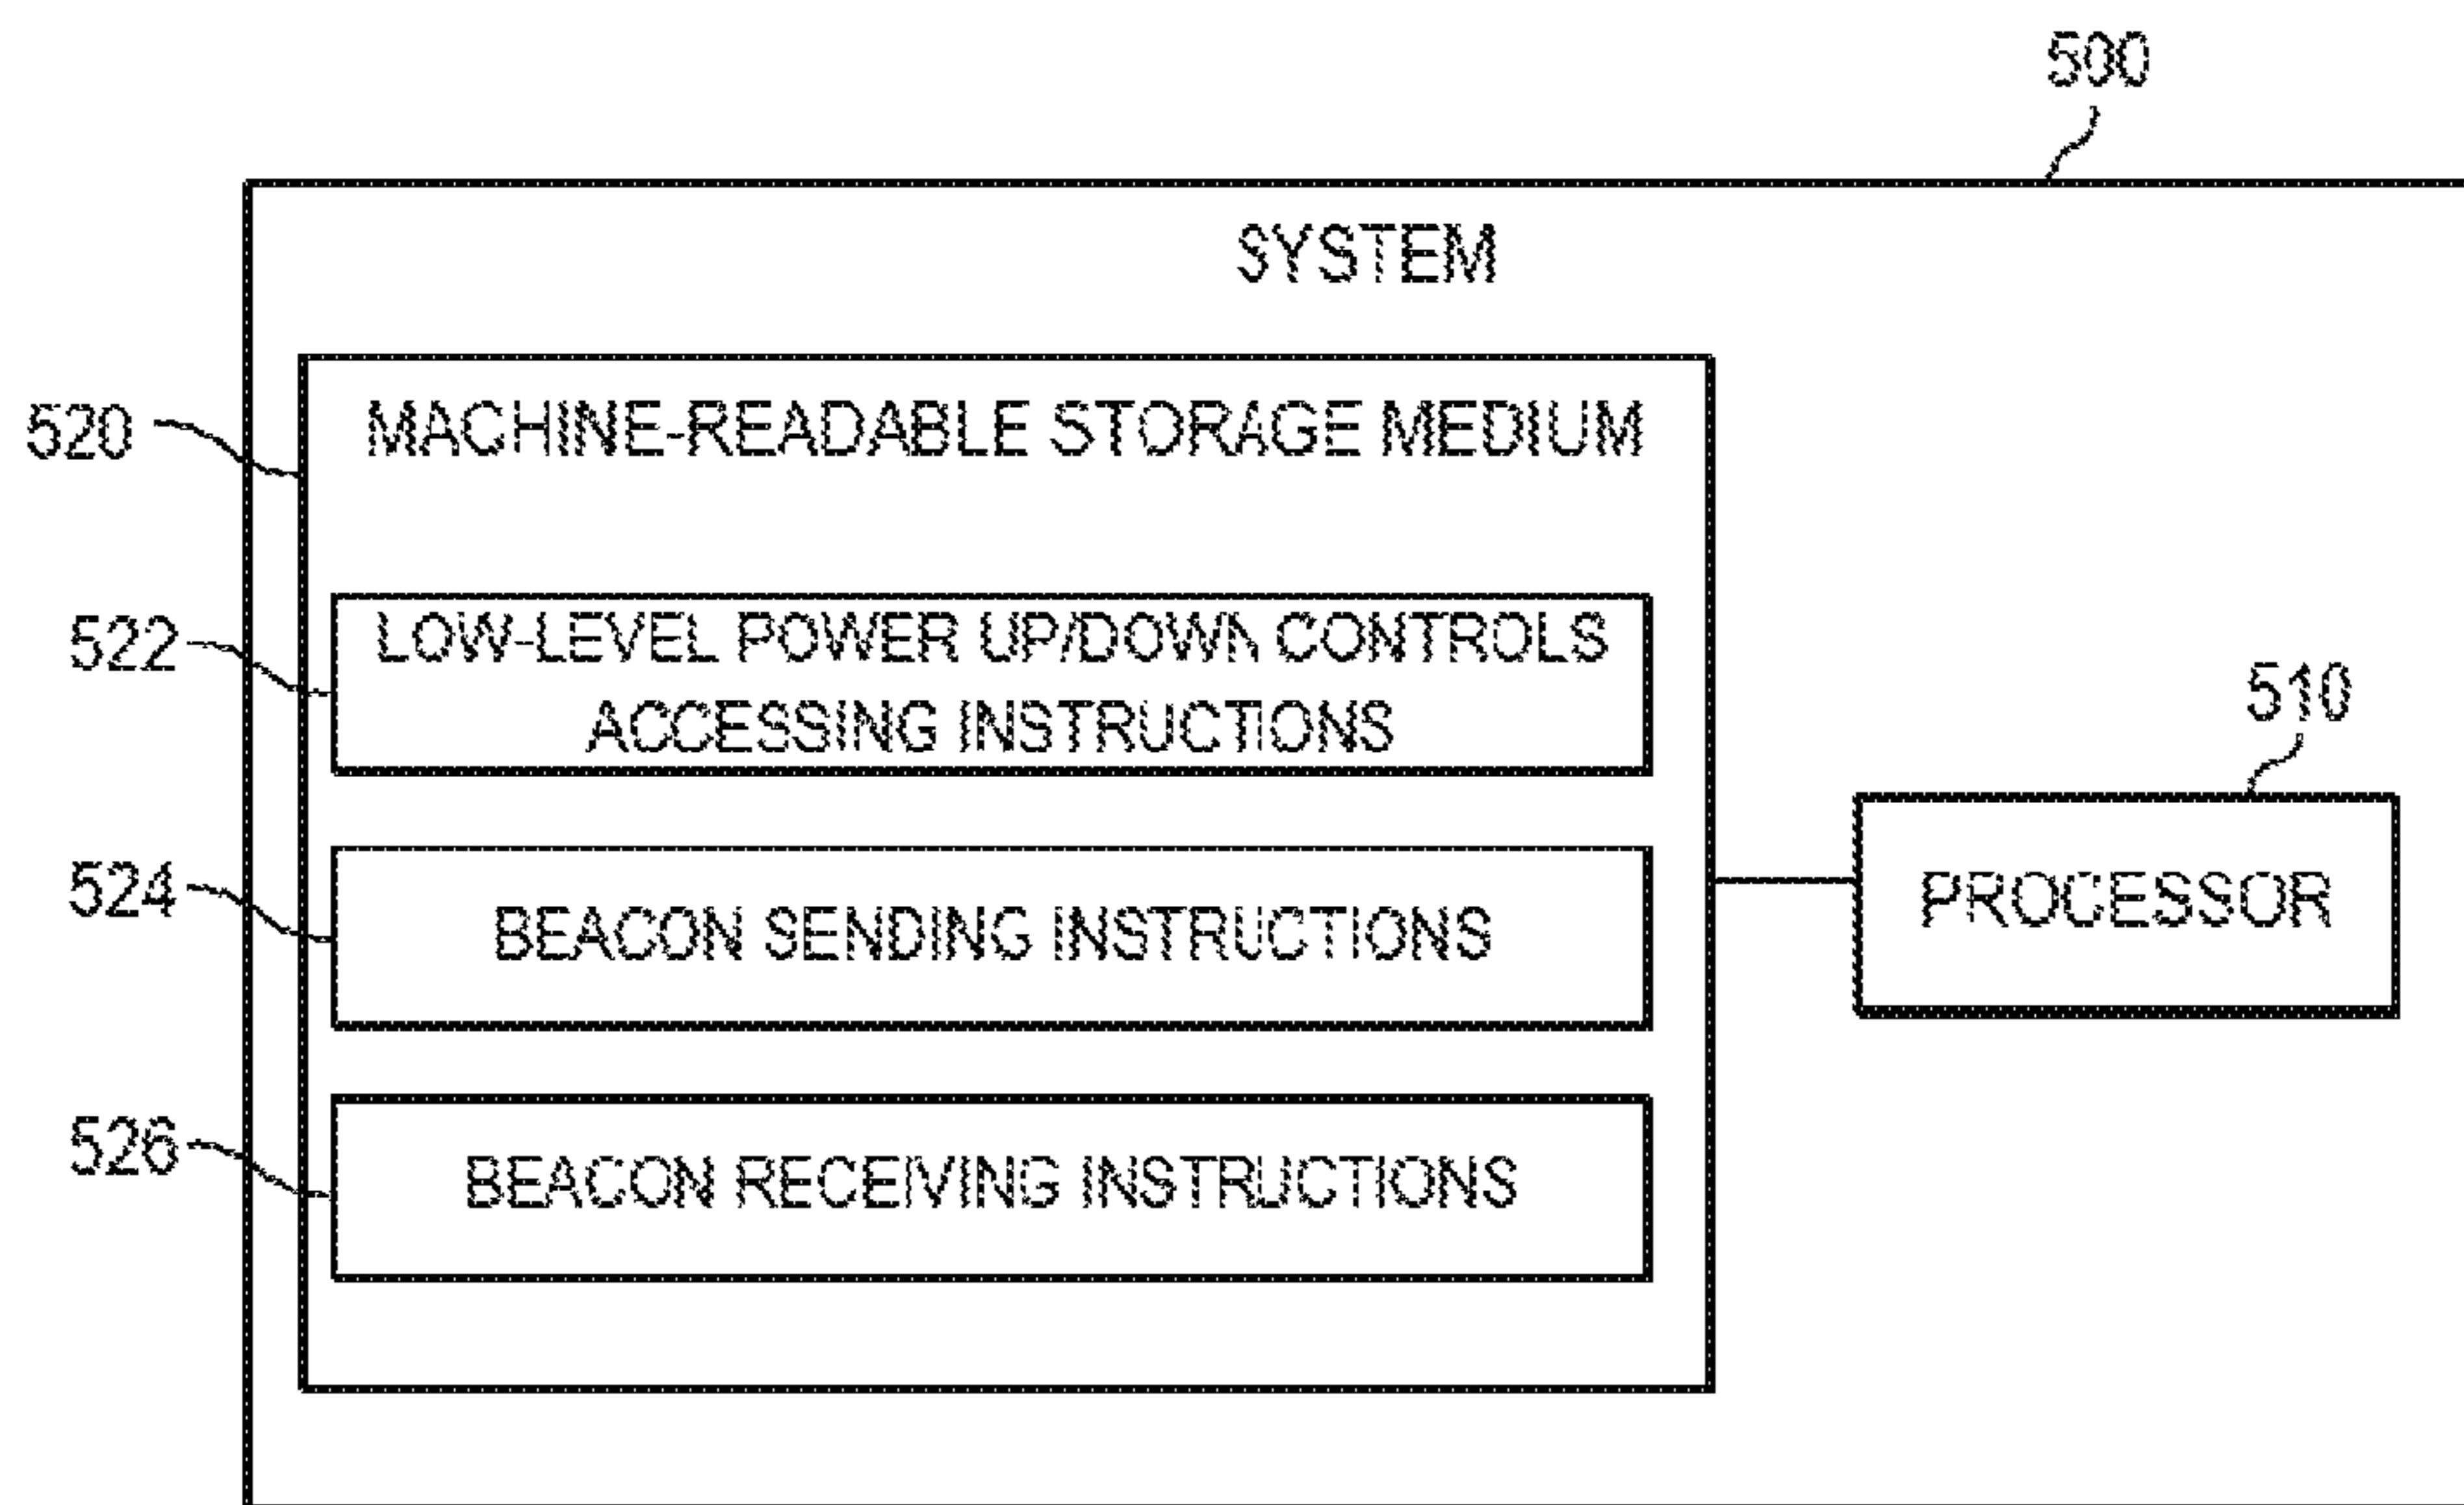 500
SYSTEM
520
MACHINE-READABLE STORAGE MEDIUM
522
LOW-LEVEL POWER UP/DOWN CONTROLS
ACCESSING INSTRUCTIONS
510
524
BEACON SENDING INSTRUCTIONS
PROCESSOR
526
BEACON RECEIVING INSTRUCTIONS